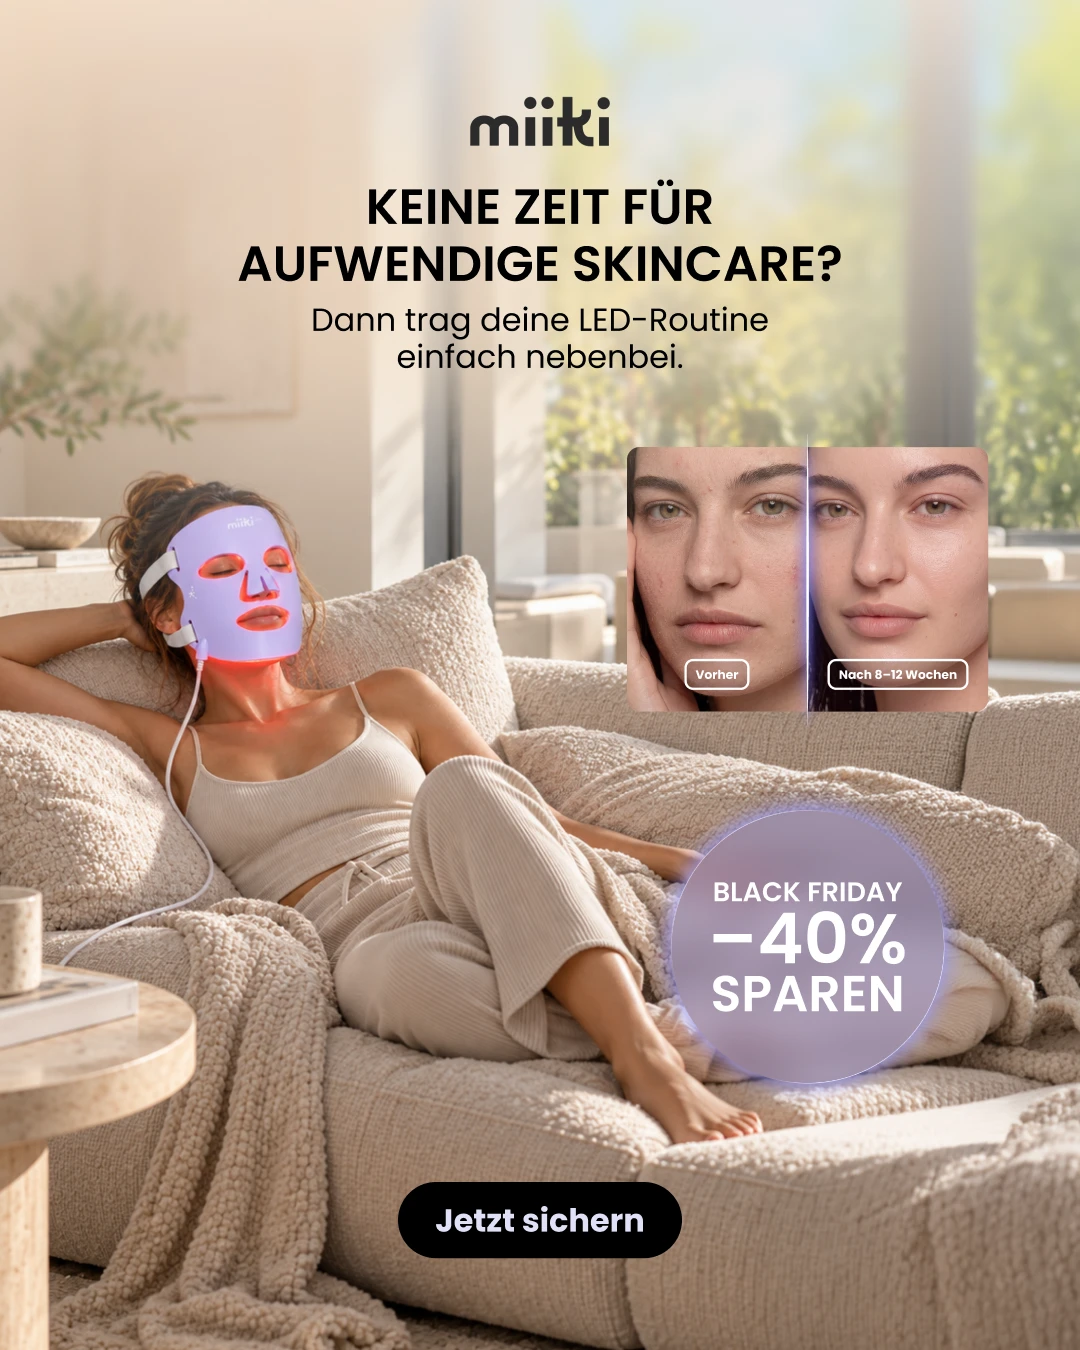 miiki
KEINE ZEIT FÜR
AUFWENDIGE SKINCARE?
Dann trag deine LED-Routine
einfach nebenbei.
miiki
Vorher
Nach 8–12 Wochen
BLACK FRIDAY
–40%
SPAREN
Jetzt sichern